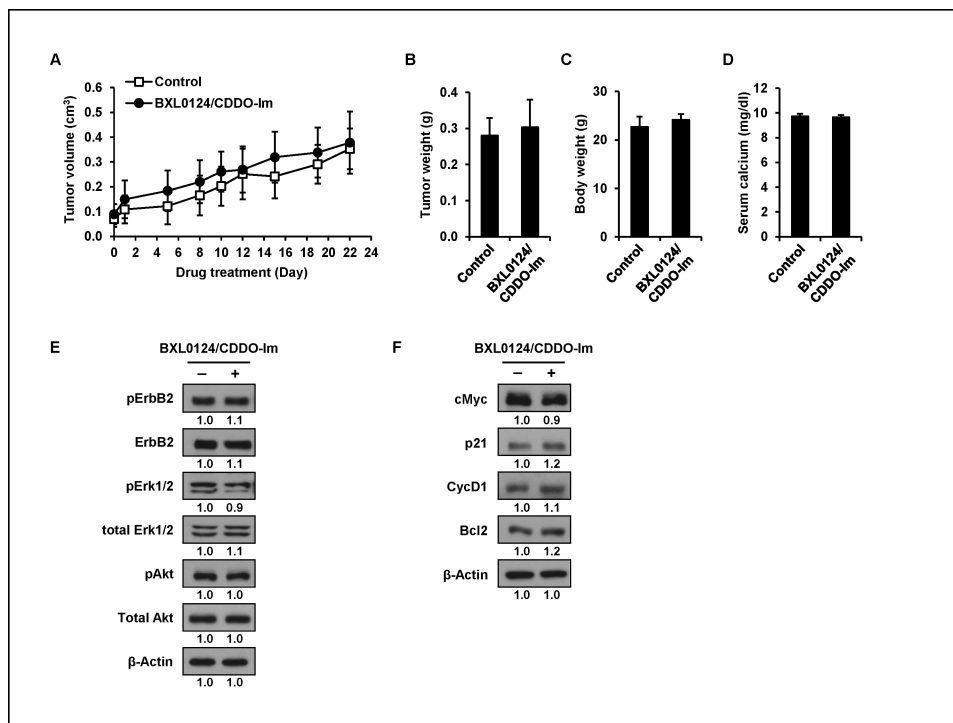 A
Control
BXL0124/CDDO-Im
Tumor volume (cm³)
0.6
0.5
0.4
0.3
0.2
0.1
0.0
0 2 4 6 8 10 12 14 16 18 20 22 24
Drug treatment (Day)
B
Tumor weight (g)
0.4
0.3
0.2
0.1
0.0
Control
BXL0124/
CDDO-Im
C
Body weight (g)
30
20
10
0
Control
BXL0124/
CDDO-Im
D
Serum calcium (mg/dl)
12
10
8
6
4
2
0
Control
BXL0124/
CDDO-Im
E
BXL0124/CDDO-Im
– +
pErbB2
1.0 1.1
ErbB2
1.0 1.1
pErk1/2
1.0 0.9
total Erk1/2
1.0 1.1
pAkt
1.0 1.0
Total Akt
1.0 1.0
β-Actin
1.0 1.0
F
BXL0124/CDDO-Im
– +
cMyc
1.0 0.9
p21
1.0 1.2
CycD1
1.0 1.1
Bcl2
1.0 1.2
β-Actin
1.0 1.0